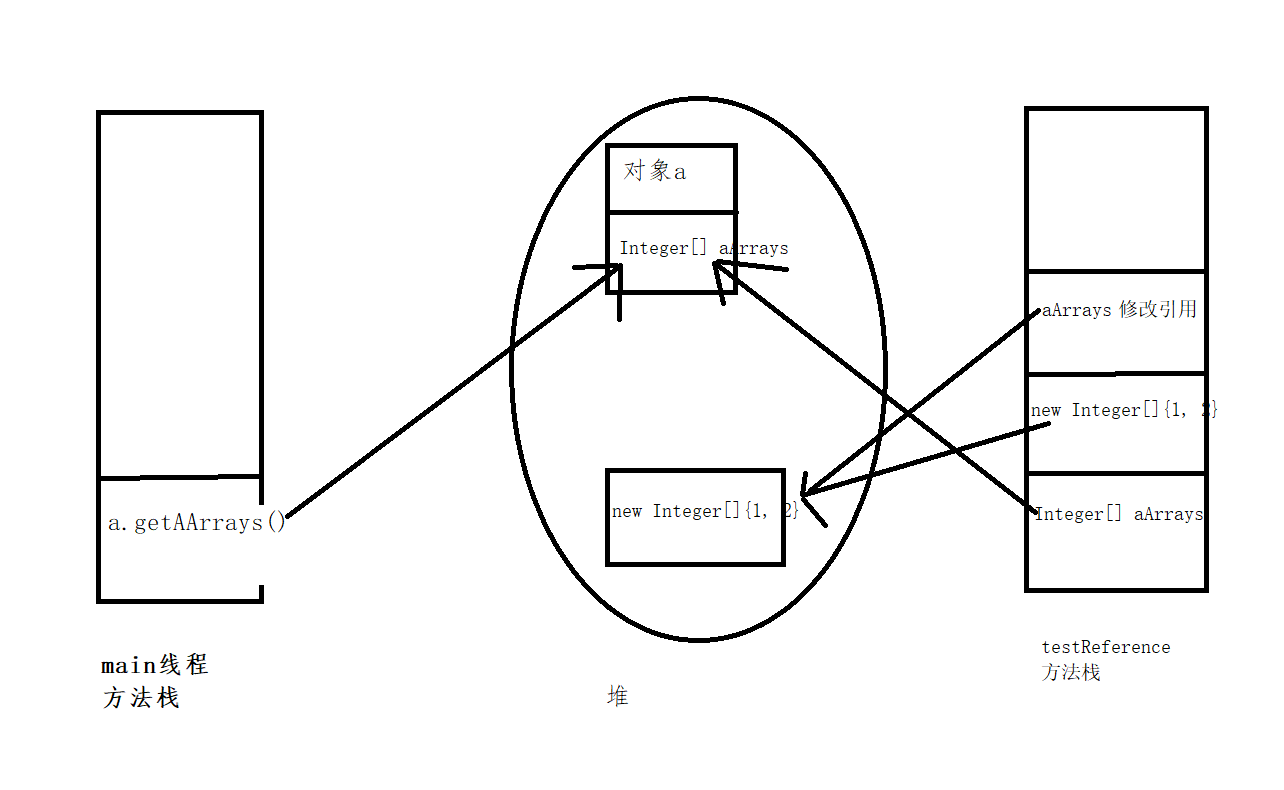 a.getAArrays()
main线程
方法栈
对象a
Integer[] aArrays
new Integer[]{1, 2}
堆
aArrays 修改引用
new Integer[]{1, 2}
Integer[] aArrays
testReference
方法栈